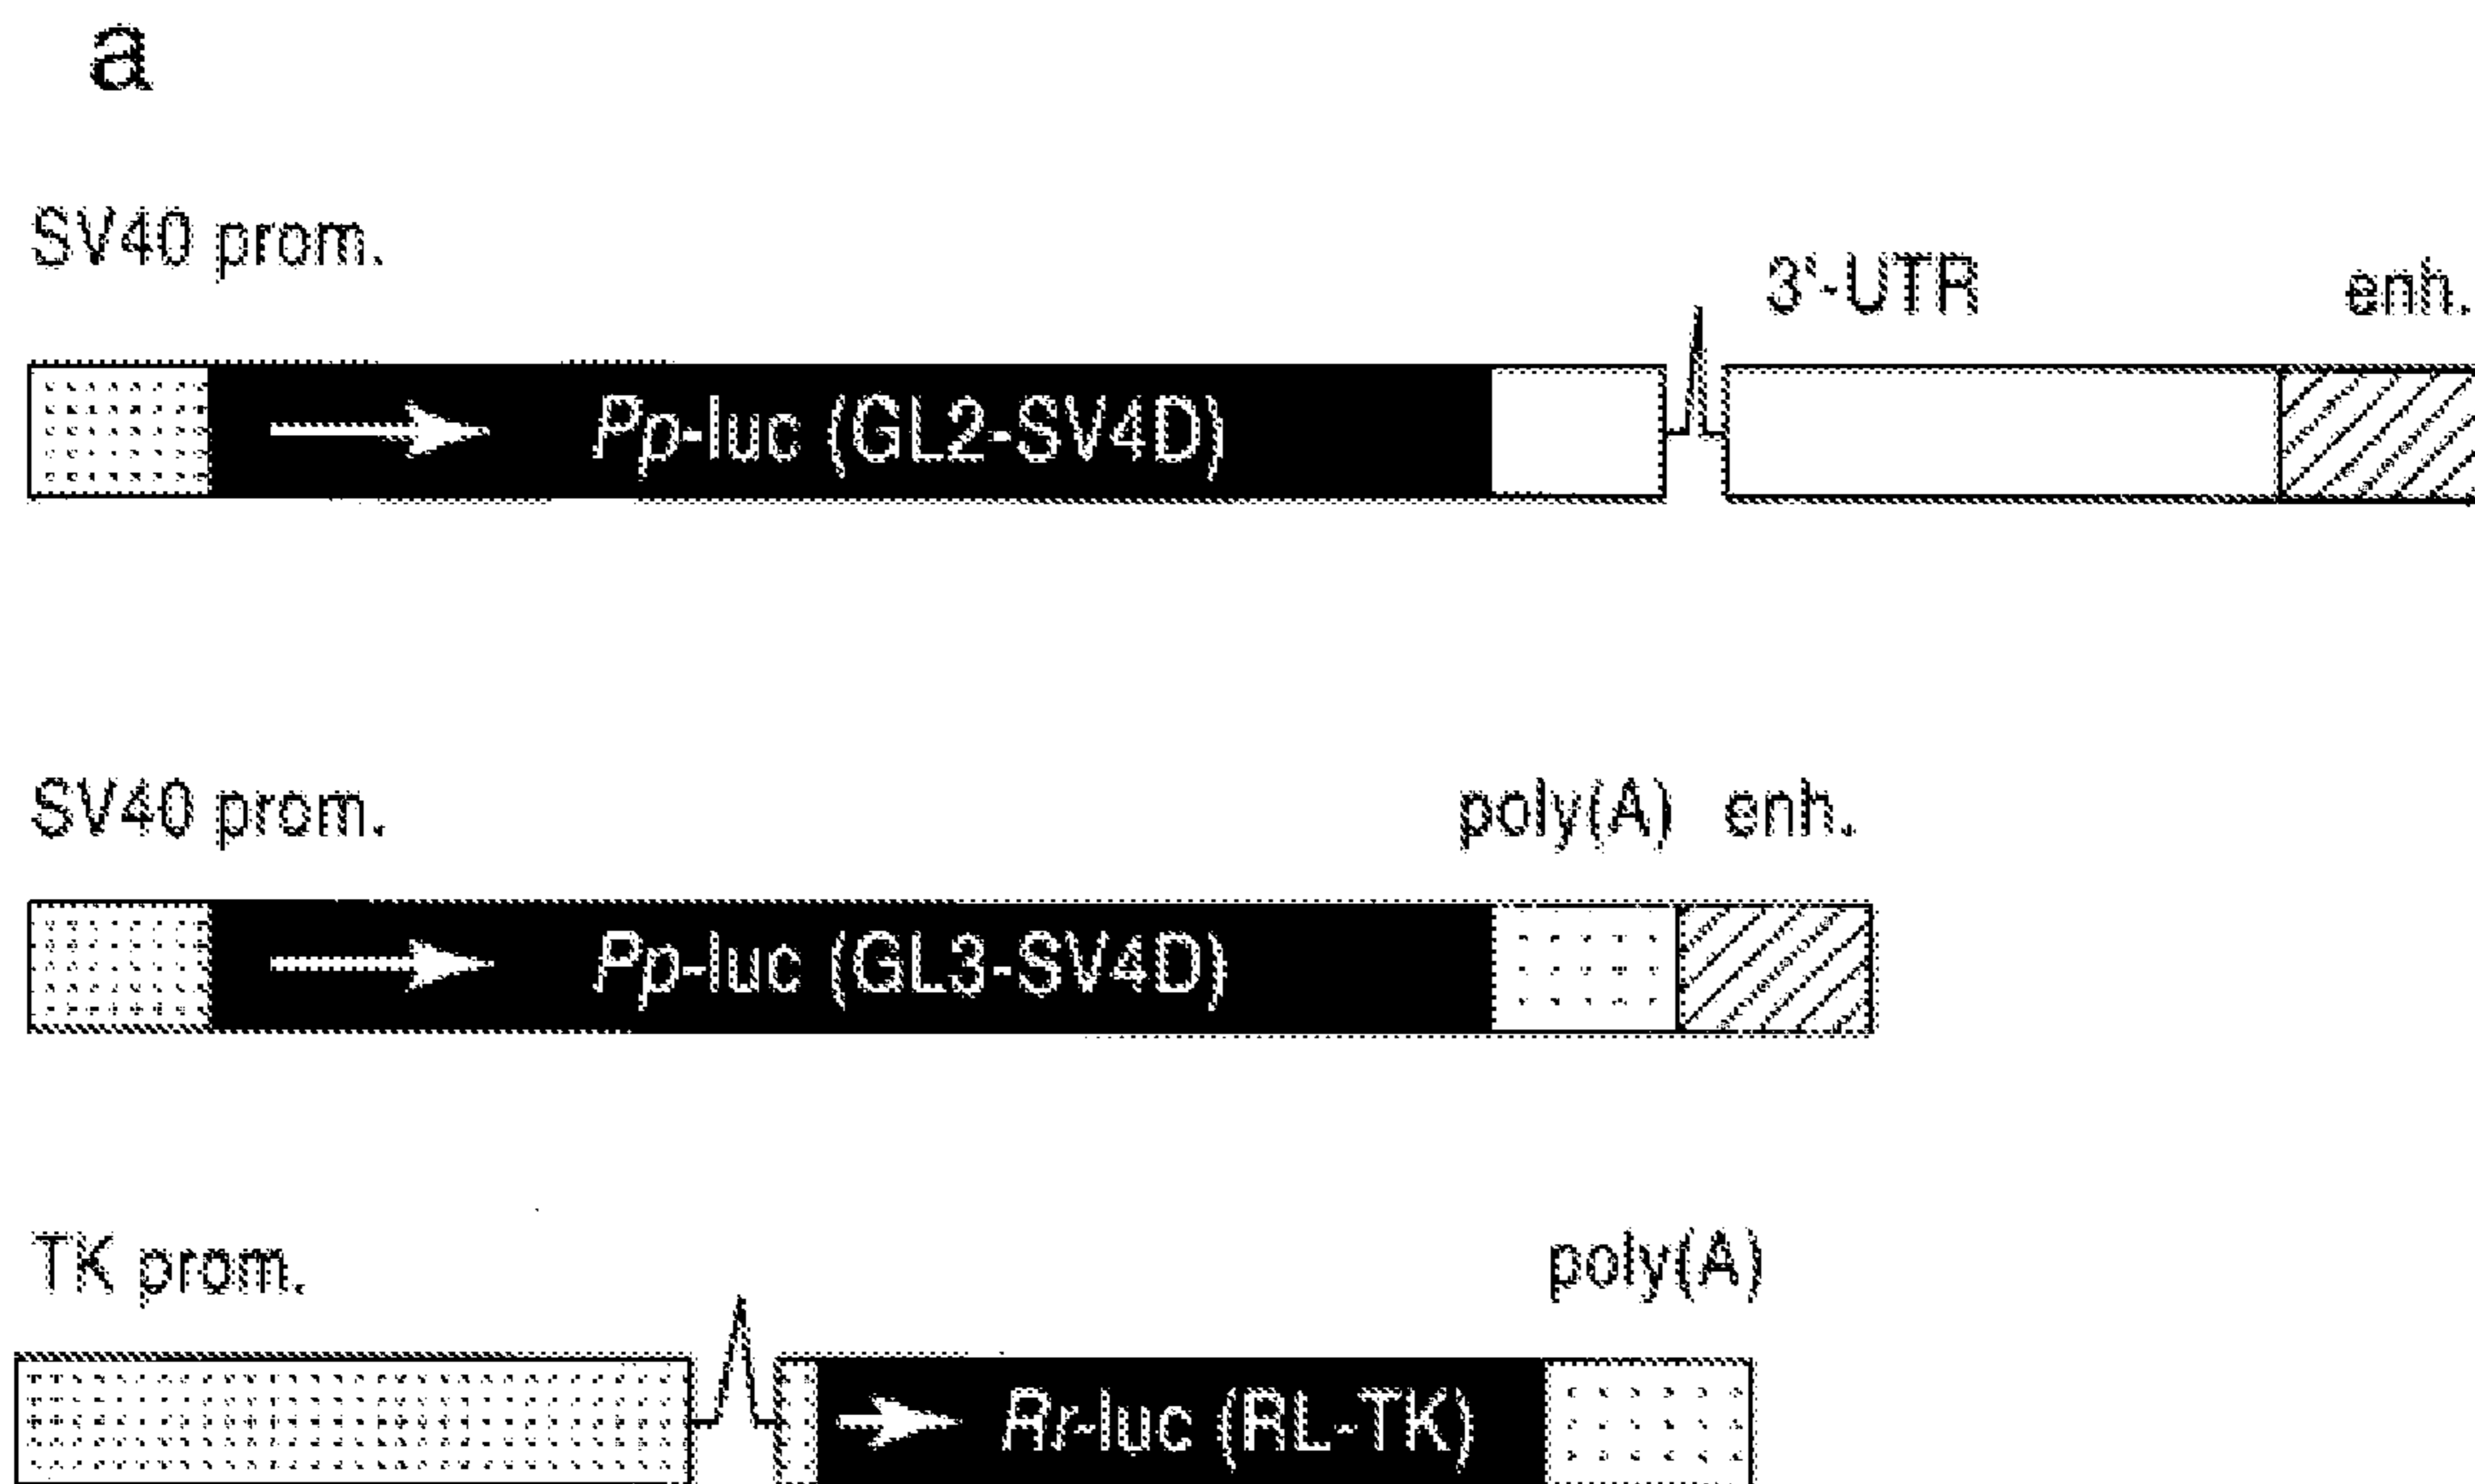 a
SV40 prom.
3'-UTR enh.
Pp-luc (GL2-SV4D)
SV40 prom. poly(A) enh.
Pp-luc (GL3-SV4D)
TK prom. poly(A)
Rr-luc (RL-TK)